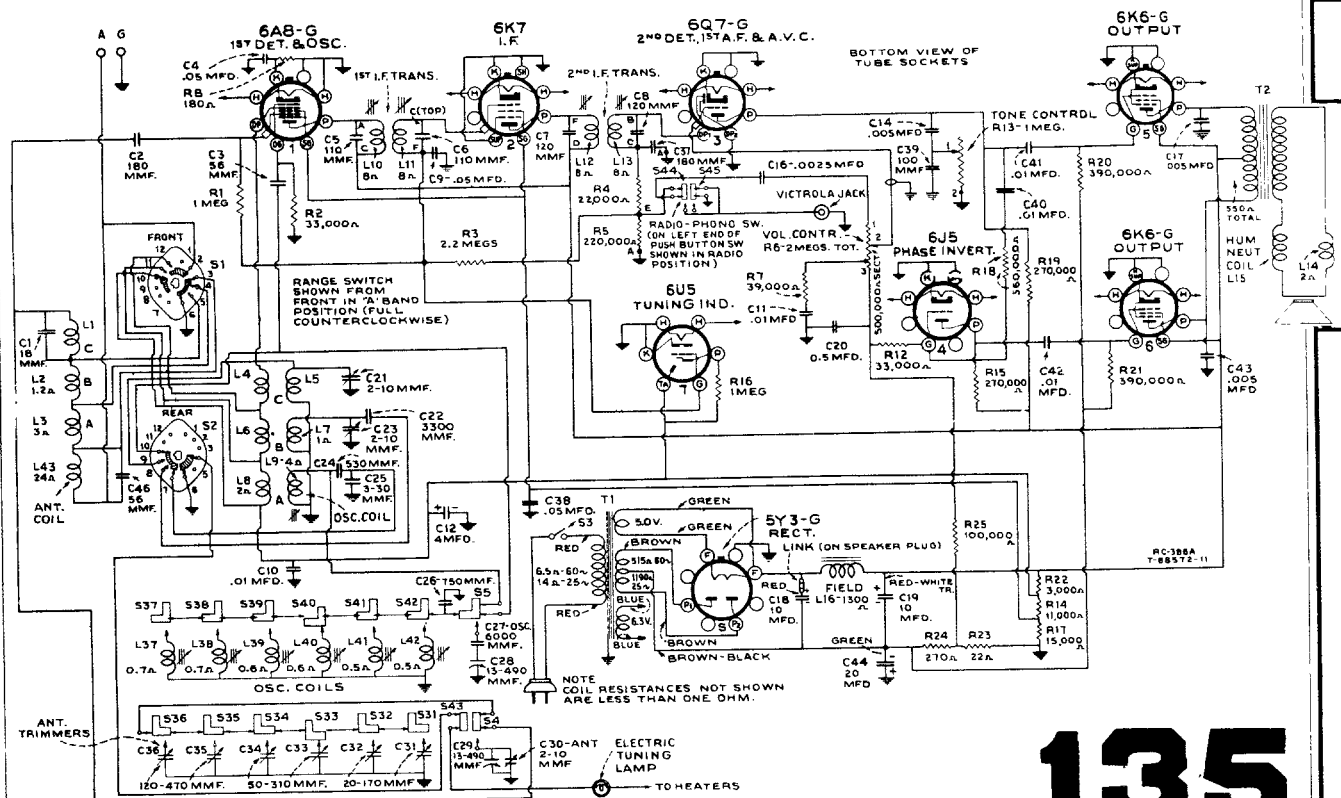 A G
6A8-G
1ST DET. & OSC.
6K7
I.F.
6Q7-G
2ND DET., 1ST A.F. & A.V.C.
BOTTOM VIEW OF
TUBE SOCKETS
6K6-G
OUTPUT
C4
.05 MFD.
R8
180Ω
1ST I.F. TRANS.
2ND I.F. TRANS.
C(TOP)
C8
120 MMF
C14
.005 MFD
TONE CONTROL
R13-1 MEG.
T2
C2
180
MMF.
C3
56
MMF.
C5
110
MMF.
L10
8Ω
L11
8Ω
C6
110 MMF.
C9-.05 MFD.
C7
120
MMF
L12
8Ω
L13
8Ω
C37
180 MMF
S44
S45
C16-.0025 MFD
C39
100
MMF
C41
.01 MFD.
C40
.01 MFD.
R20
390,000Ω
C17
.005 MFD
R1
1 MEG
R2
33,000Ω
R3
2.2 MEGS
R4
22,000Ω
R5
220,000Ω
VICTROLA JACK
RADIO-PHONO SW.
(ON LEFT END OF
PUSH BUTTON SW
SHOWN IN RADIO
POSITION)
VOL. CONTR.
R6-2 MEGS. TOT.
500,000Ω SECT.
6J5
PHASE INVERT.
R18
560,000Ω
R19
270,000
Ω
6K6-G
OUTPUT
550Ω
TOTAL
HUM
NEUT
COIL
L15
L14
2Ω
FRONT
S1
RANGE SWITCH
SHOWN FROM
FRONT IN 'A' BAND
POSITION (FULL
COUNTERCLOCKWISE)
6U5
TUNING IND.
R7
39,000Ω
C11
.01 MFD
C20
0.5 MFD.
R12
33,000Ω
R15
270,000
Ω
C42
.01
MFD.
R21
390,000Ω
C43
.005
MFD
R16
1 MEG
C1
18
MMF.
L1
C
L2
1.2Ω
B
L3
3Ω
A
L43
24Ω
ANT.
COIL
C46
56
MMF.
REAR
S2
L4
L5
C
C21
2-10 MMF.
L6
L7
1Ω
B
C22
3300
MMF.
C23
2-10
MMF.
L9-4Ω
C24
530 MMF.
L8
2Ω
A
C25
3-30
MMF.
OSC. COIL
C12
4 MFD.
C10
.01 MFD.
C38
.05 MFD.
S3
RED
6.5Ω-60~
14Ω-25~
RED
T1
5.0V.
GREEN
GREEN
BROWN
515Ω 60~
1190Ω
25~
BLUE
6.3V.
BLUE
5Y3-G
RECT.
LINK (ON SPEAKER PLUG)
BROWN
BROWN-BLACK
RED
C18
10
MFD.
FIELD
L16-1300Ω
RED-WHITE
TR.
C19
10
MFD.
GREEN
C44
20
MFD
R25
100,000
Ω
R24
270Ω
R23
22Ω
RC-386A
T-88572-11
R22
3,000Ω
R14
11,000Ω
R17
15,000
Ω
S37
S38
S39
S40
S41
S42
C26-750 MMF.
S5
L37
0.7Ω
L38
0.7Ω
L39
0.6Ω
L40
0.6Ω
L41
0.5Ω
L42
0.5Ω
OSC. COILS
C27-OSC.
6000
MMF.
C28
13-490
MMF.
NOTE
COIL RESISTANCES NOT SHOWN
ARE LESS THAN ONE OHM.
ANT.
TRIMMERS
S36
S35
S34
S33
S32
S31
S43
S4
C36
C35
C34
C33
C32
C31
120-470 MMF.
50-310 MMF.
20-170 MMF.
C29
13-490
MMF
C30-ANT
2-10
MMF
ELECTRIC
TUNING
LAMP
TO HEATERS
135